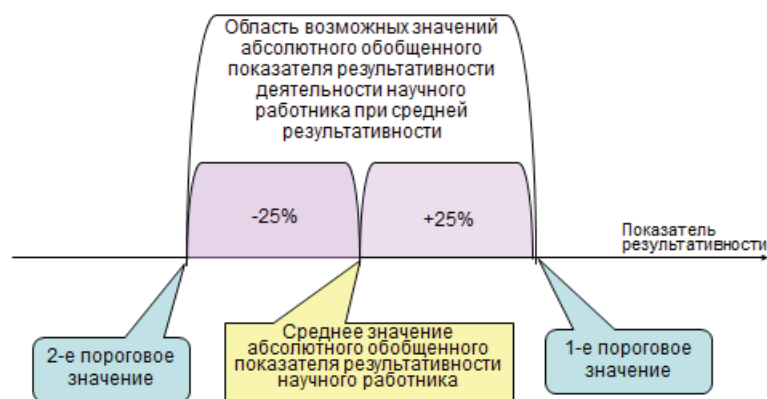 Область возможных значений
абсолютного обобщенного
показателя результативности
деятельности научного
работника при средней
результативности
-25%
+25%
Показатель
результативности
2-е пороговое
значение
Среднее значение
абсолютного обобщенного
показателя результативности
научного работника
1-е пороговое
значение